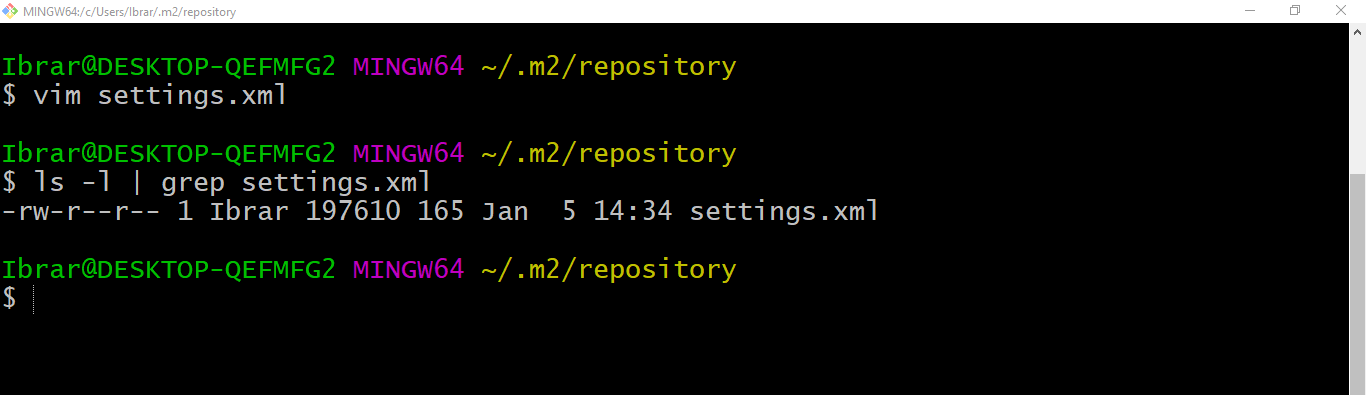 MINGW64:/c/Users/Ibrar/.m2/repository
Ibrar@DESKTOP-QEFMFG2 MINGW64 ~/.m2/repository
$ vim settings.xml
Ibrar@DESKTOP-QEFMFG2 MINGW64 ~/.m2/repository
$ ls -l | grep settings.xml
-rw-r--r-- 1 Ibrar 197610 165 Jan  5 14:34 settings.xml
Ibrar@DESKTOP-QEFMFG2 MINGW64 ~/.m2/repository
$